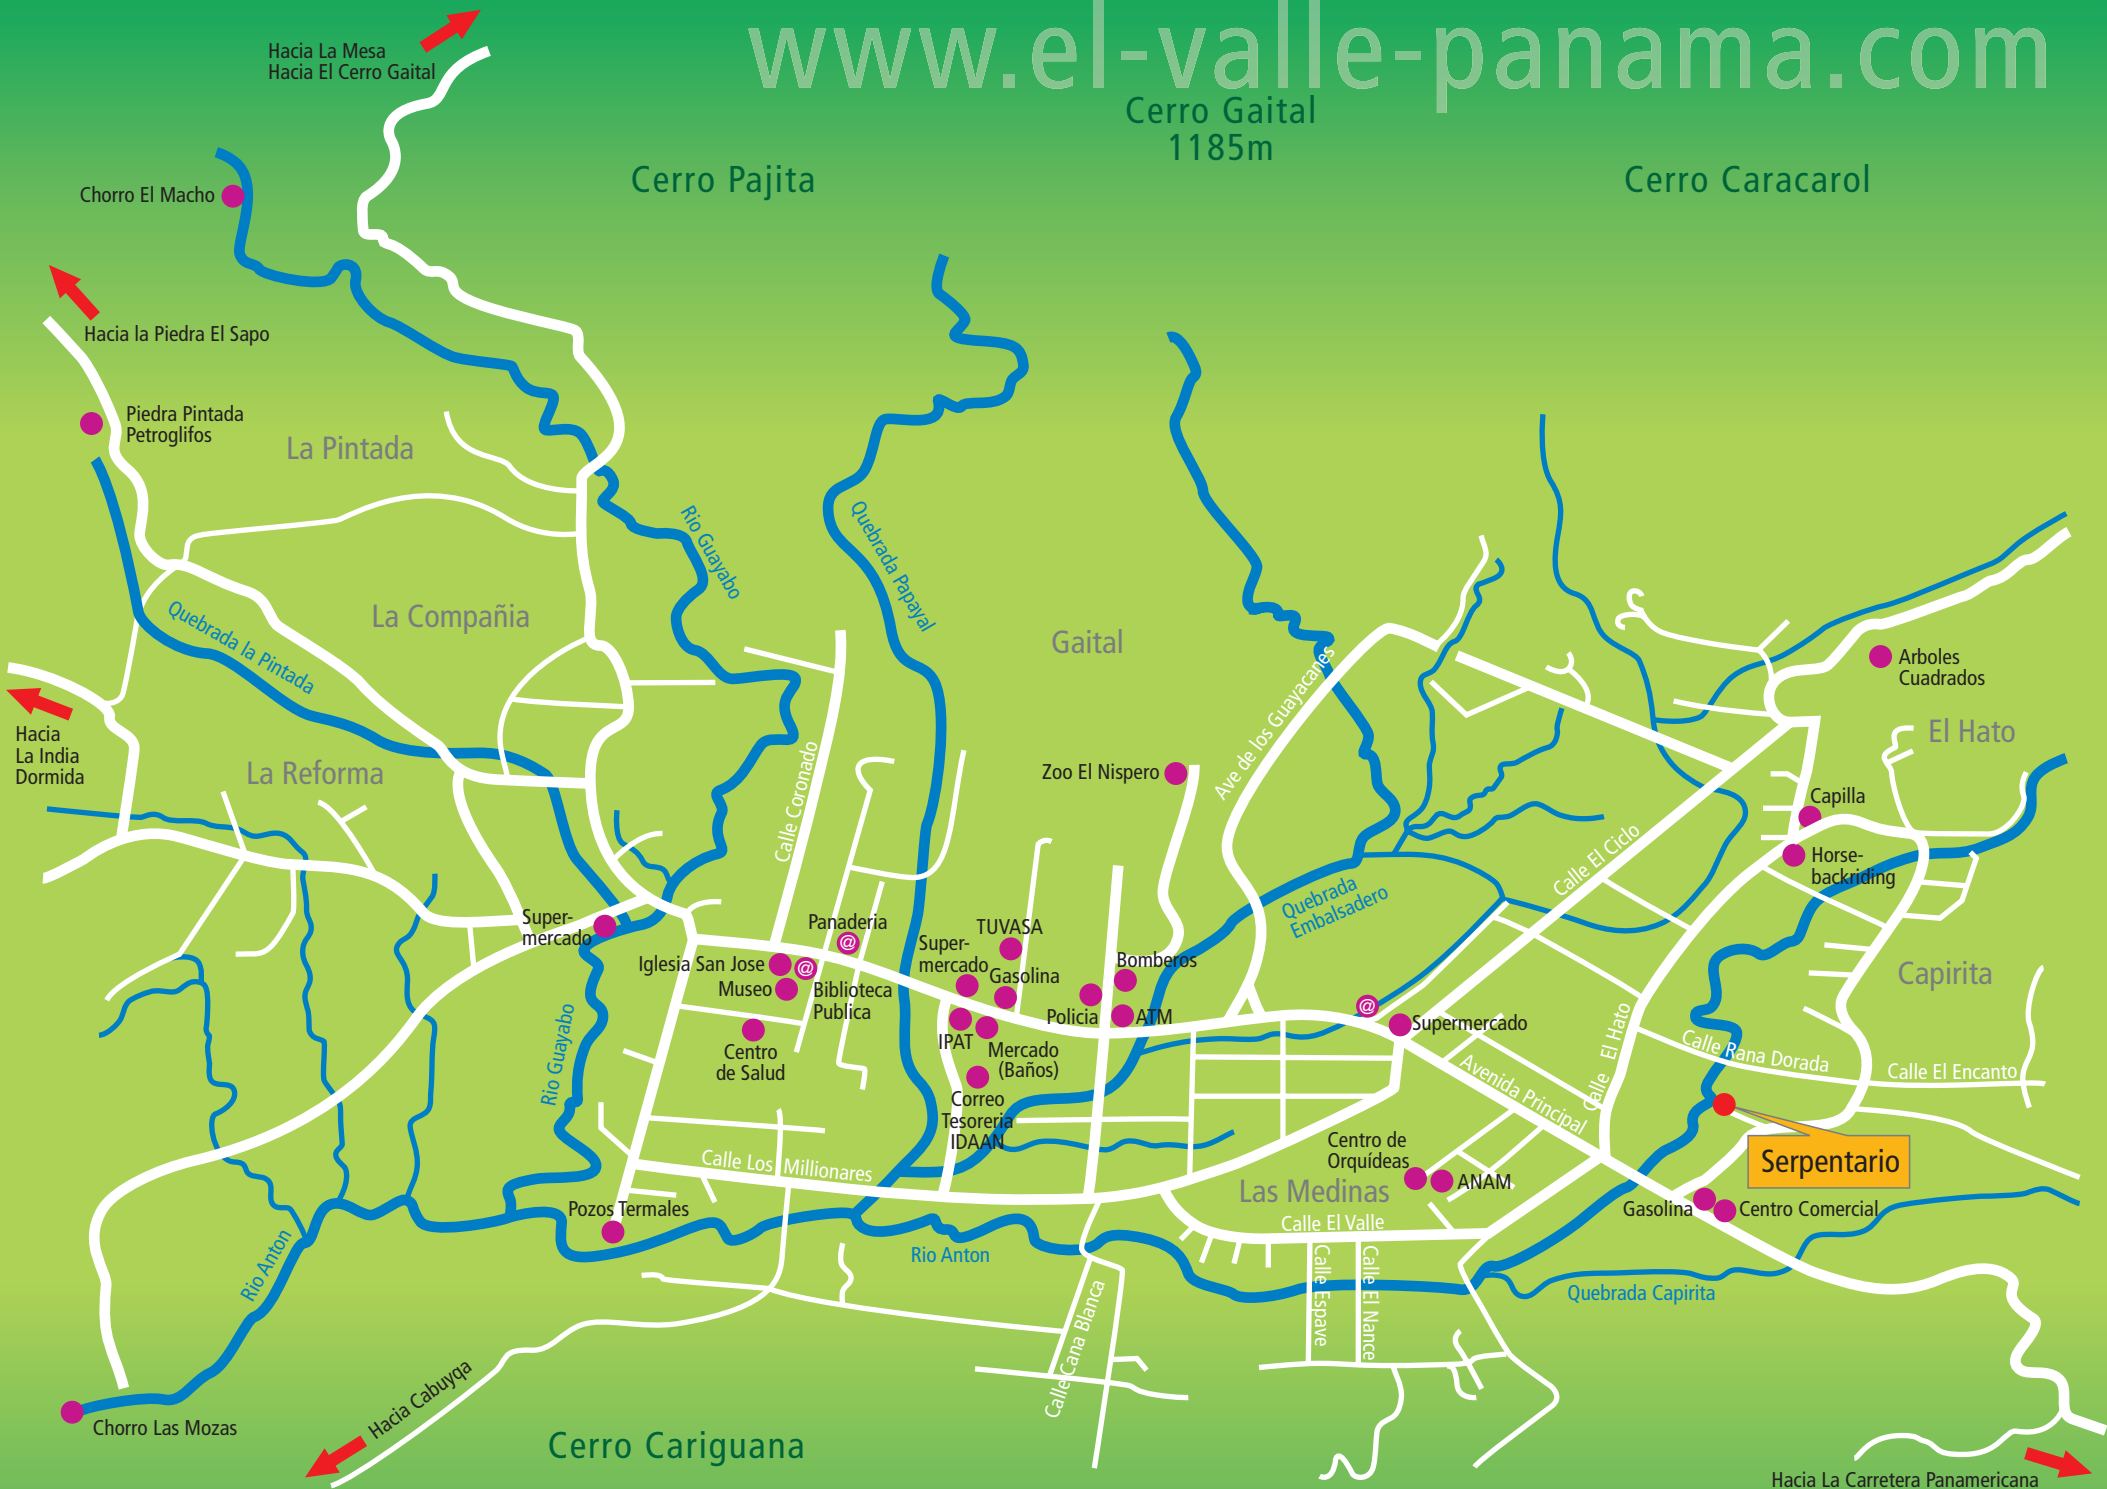 www.el-valle-panama.com
Hacia La Mesa
Hacia El Cerro Gaital
Cerro Gaital
1185m
Cerro Pajita
Cerro Caracarol
Chorro El Macho
Hacia la Piedra El Sapo
Piedra Pintada
Petroglifos
La Pintada
Rio Guayabo
Quebrada Papayal
Quebrada la Pintada
La Compañia
Gaital
Ave de los Guayacanes
Arboles
Cuadrados
El Hato
Hacia
La India
Dormida
La Reforma
Calle Coronado
Zoo El Nispero
Capilla
Horse-
backriding
Calle El Ciclo
Quebrada
Embalsadero
Super-
mercado
Panaderia
@
TUVASA
Super-
mercado
Gasolina
Bomberos
Iglesia San Jose
@
Museo
Biblioteca
Publica
Capirita
Rio Guayabo
Centro
de Salud
IPAT
Mercado
(Baños)
Policia
ATM
@
Supermercado
Calle El Hato
Calle Rana Dorada
Calle El Encanto
Avenida Principal
Correo
Tesoreria
IDAAN
Centro de
Orquídeas
ANAM
Serpentario
Calle Los Millionares
Las Medinas
Pozos Termales
Gasolina
Centro Comercial
Calle El Valle
Rio Anton
Rio Anton
Calle Espave
Calle El Nance
Quebrada Capirita
Calle Cana Blanca
Hacia Cabuyqa
Chorro Las Mozas
Cerro Cariguana
Hacia La Carretera Panamericana